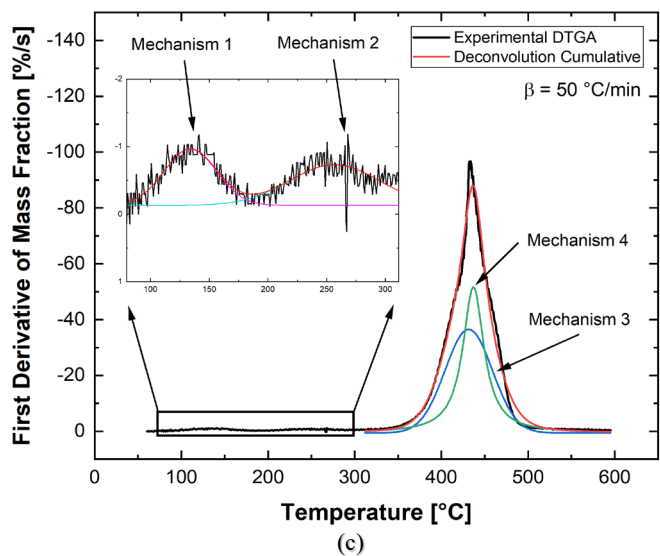 (c)
-140
-120
-100
-80
-60
-40
-20
0
First Derivative of Mass Fraction [%/s]
Mechanism 1
Mechanism 2
Experimental DTGA
Deconvolution Cumulative
β = 50 °C/min
-2
-1
0
1
100
150
200
250
300
Mechanism 4
Mechanism 3
0
100
200
300
400
500
600
Temperature [°C]
(c)